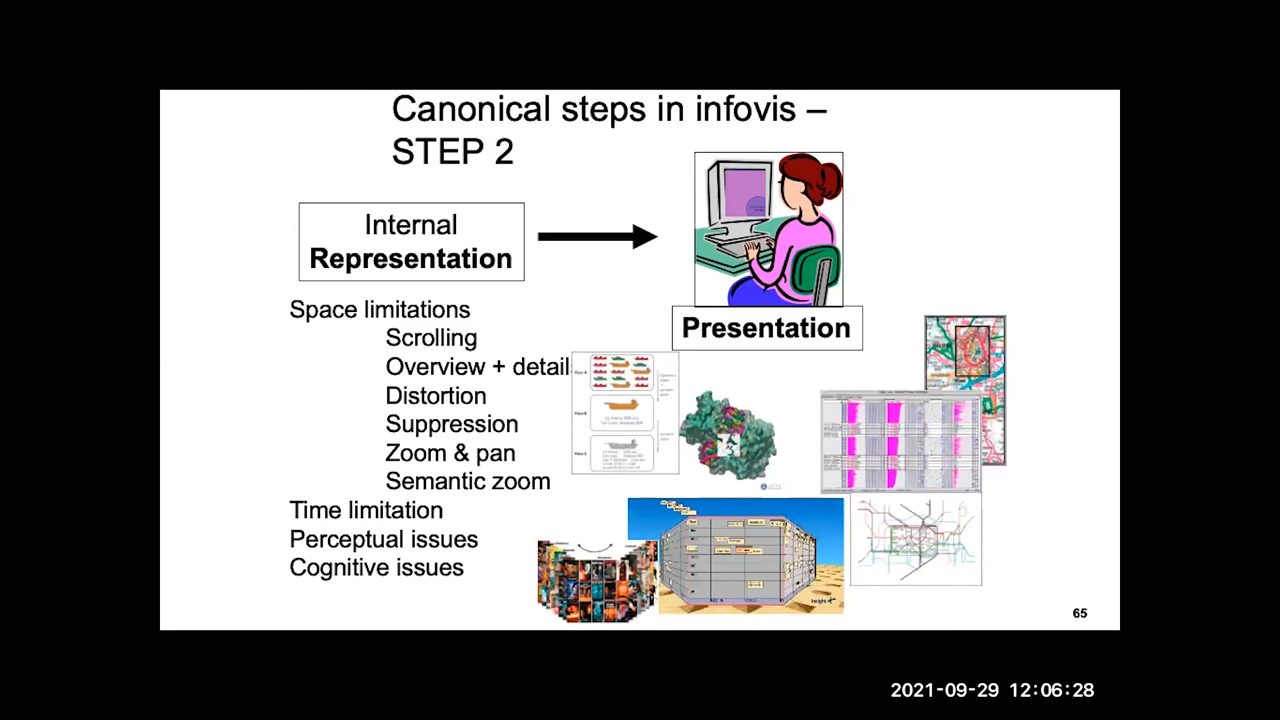 Canonical steps in infovis –
STEP 2
Internal
Representation
Presentation
Space limitations
Scrolling
Overview + detail
Distortion
Suppression
Zoom & pan
Semantic zoom
Time limitation
Perceptual issues
Cognitive issues
65
2021-09-29 12:06:28